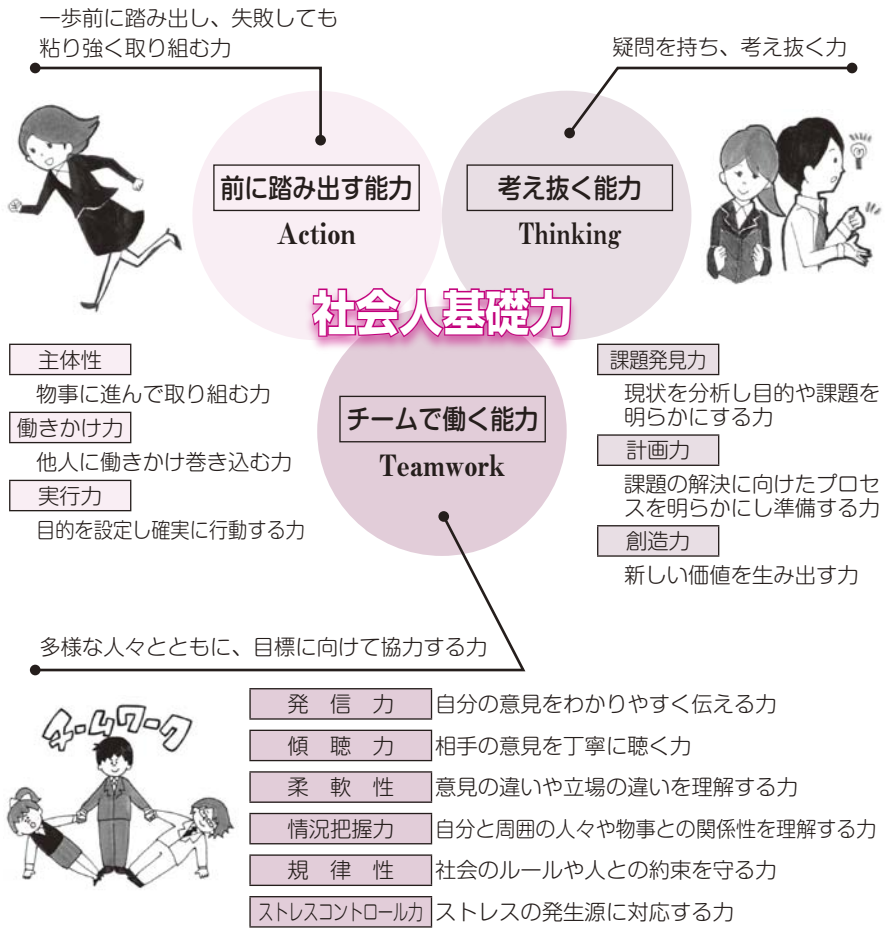 一歩前に踏み出し、失敗しても
粘り強く取り組む力
疑問を持ち、考え抜く力
前に踏み出す能力
Action
考え抜く能力
Thinking
社会人基礎力
チームで働く能力
Teamwork
主体性
物事に進んで取り組む力
働きかけ力
他人に働きかけ巻き込む力
実行力
目的を設定し確実に行動する力
課題発見力
現状を分析し目的や課題を
明らかにする力
計画力
課題の解決に向けたプロセ
スを明らかにし準備する力
創造力
新しい価値を生み出す力
多様な人々とともに、目標に向けて協力する力
チームワーク
発信力 自分の意見をわかりやすく伝える力
傾聴力 相手の意見を丁寧に聴く力
柔軟性 意見の違いや立場の違いを理解する力
情況把握力 自分と周囲の人々や物事との関係性を理解する力
規律性 社会のルールや人との約束を守る力
ストレスコントロール力 ストレスの発生源に対応する力